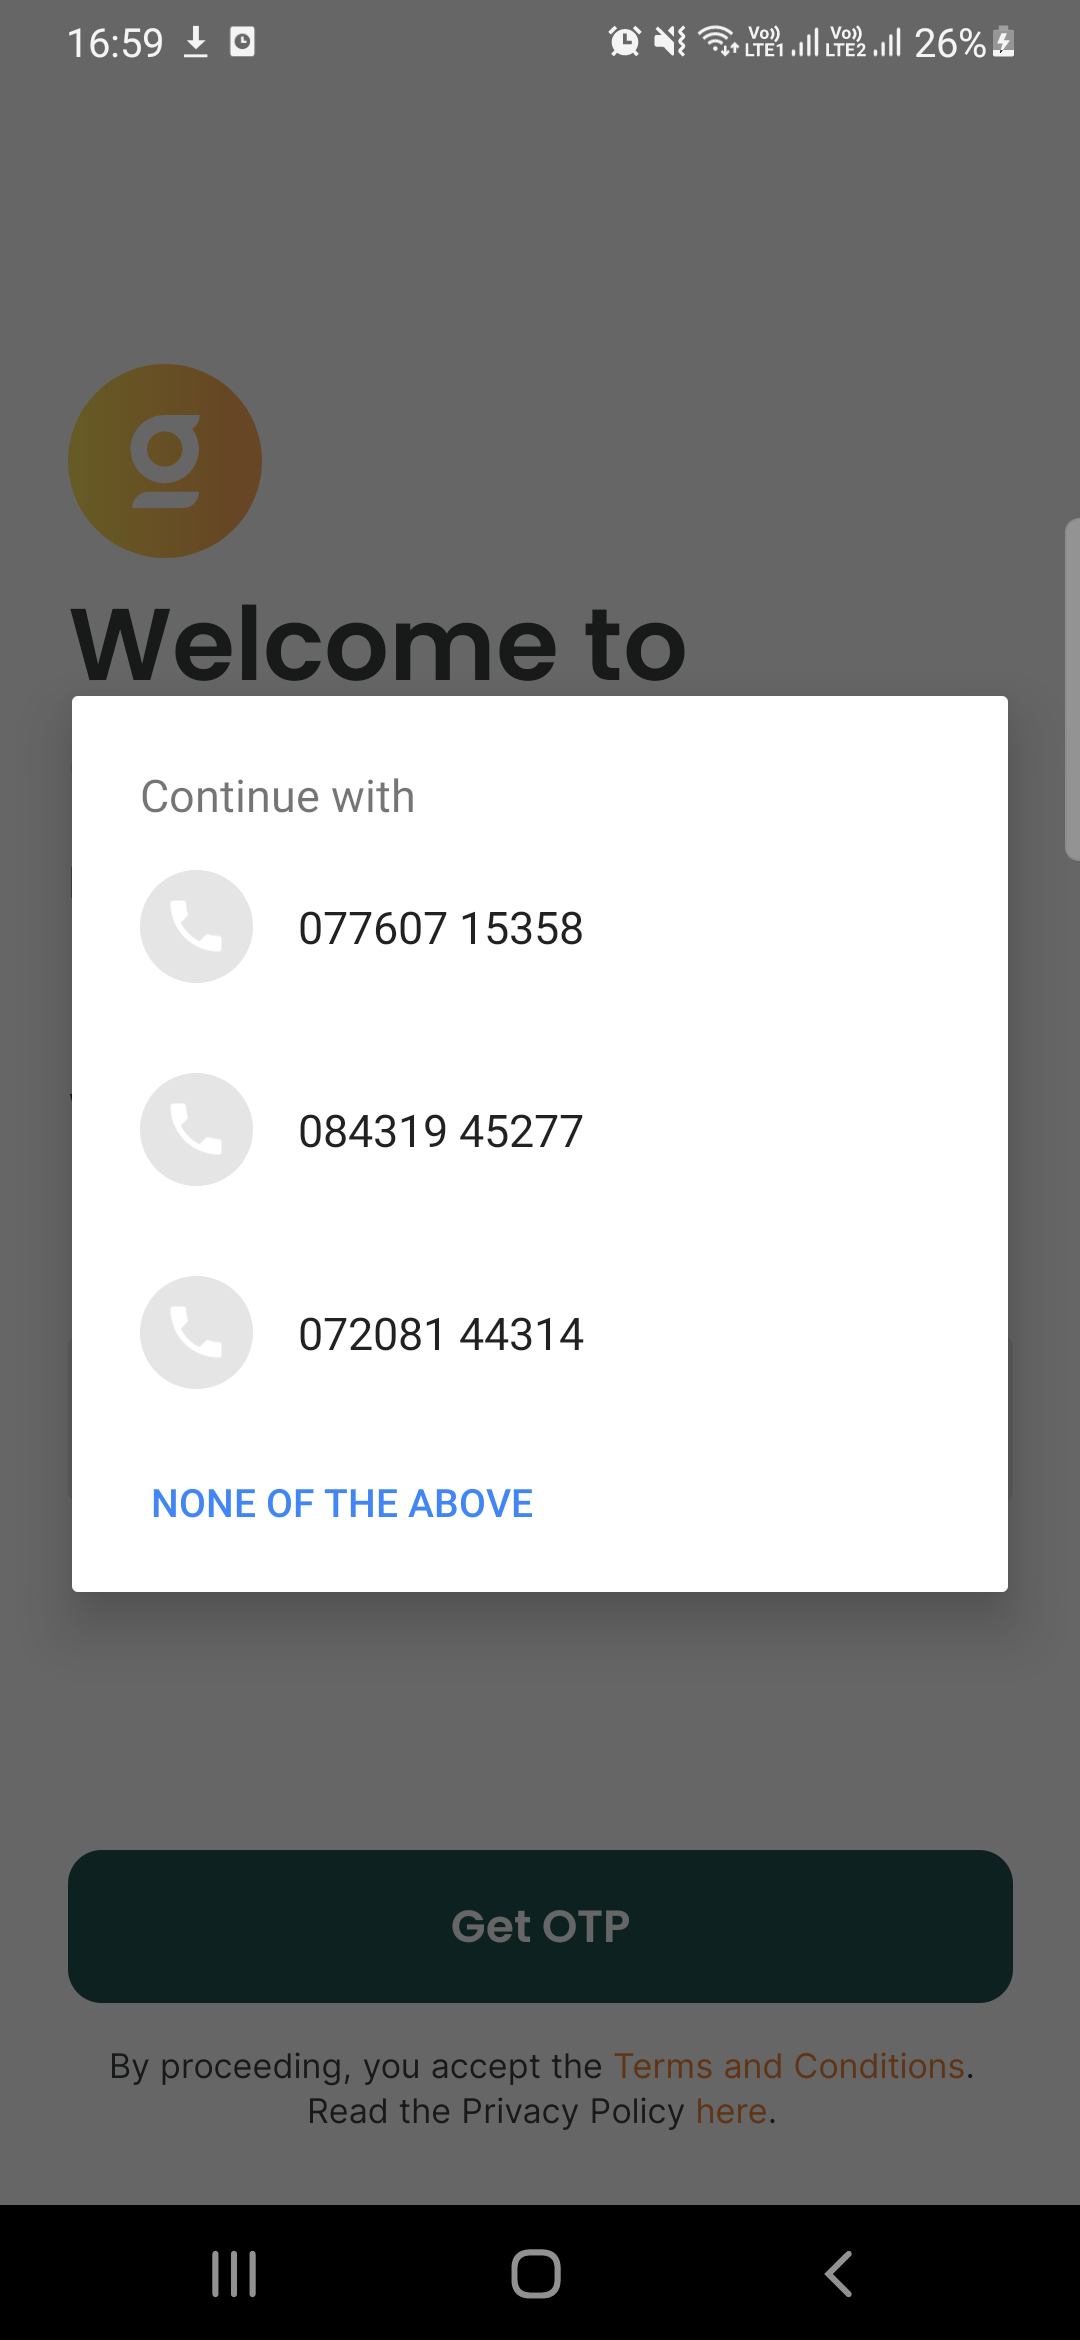 16:59 Vo)) LTE1 Vo)) LTE2 26%
g
Welcome to
Continue with
077607 15358
084319 45277
072081 44314
NONE OF THE ABOVE
Get OTP
By proceeding, you accept the Terms and Conditions.
Read the Privacy Policy here.